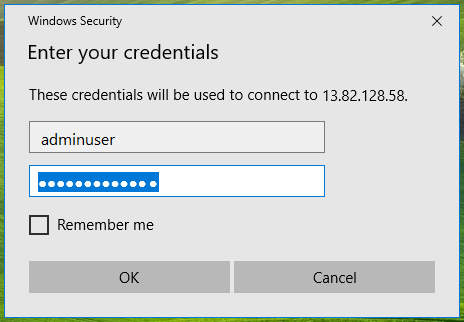 Windows Security
Enter your credentials
These credentials will be used to connect to 13.82.128.58.
adminuser
●●●●●●●●●●●●●
Remember me
OK
Cancel